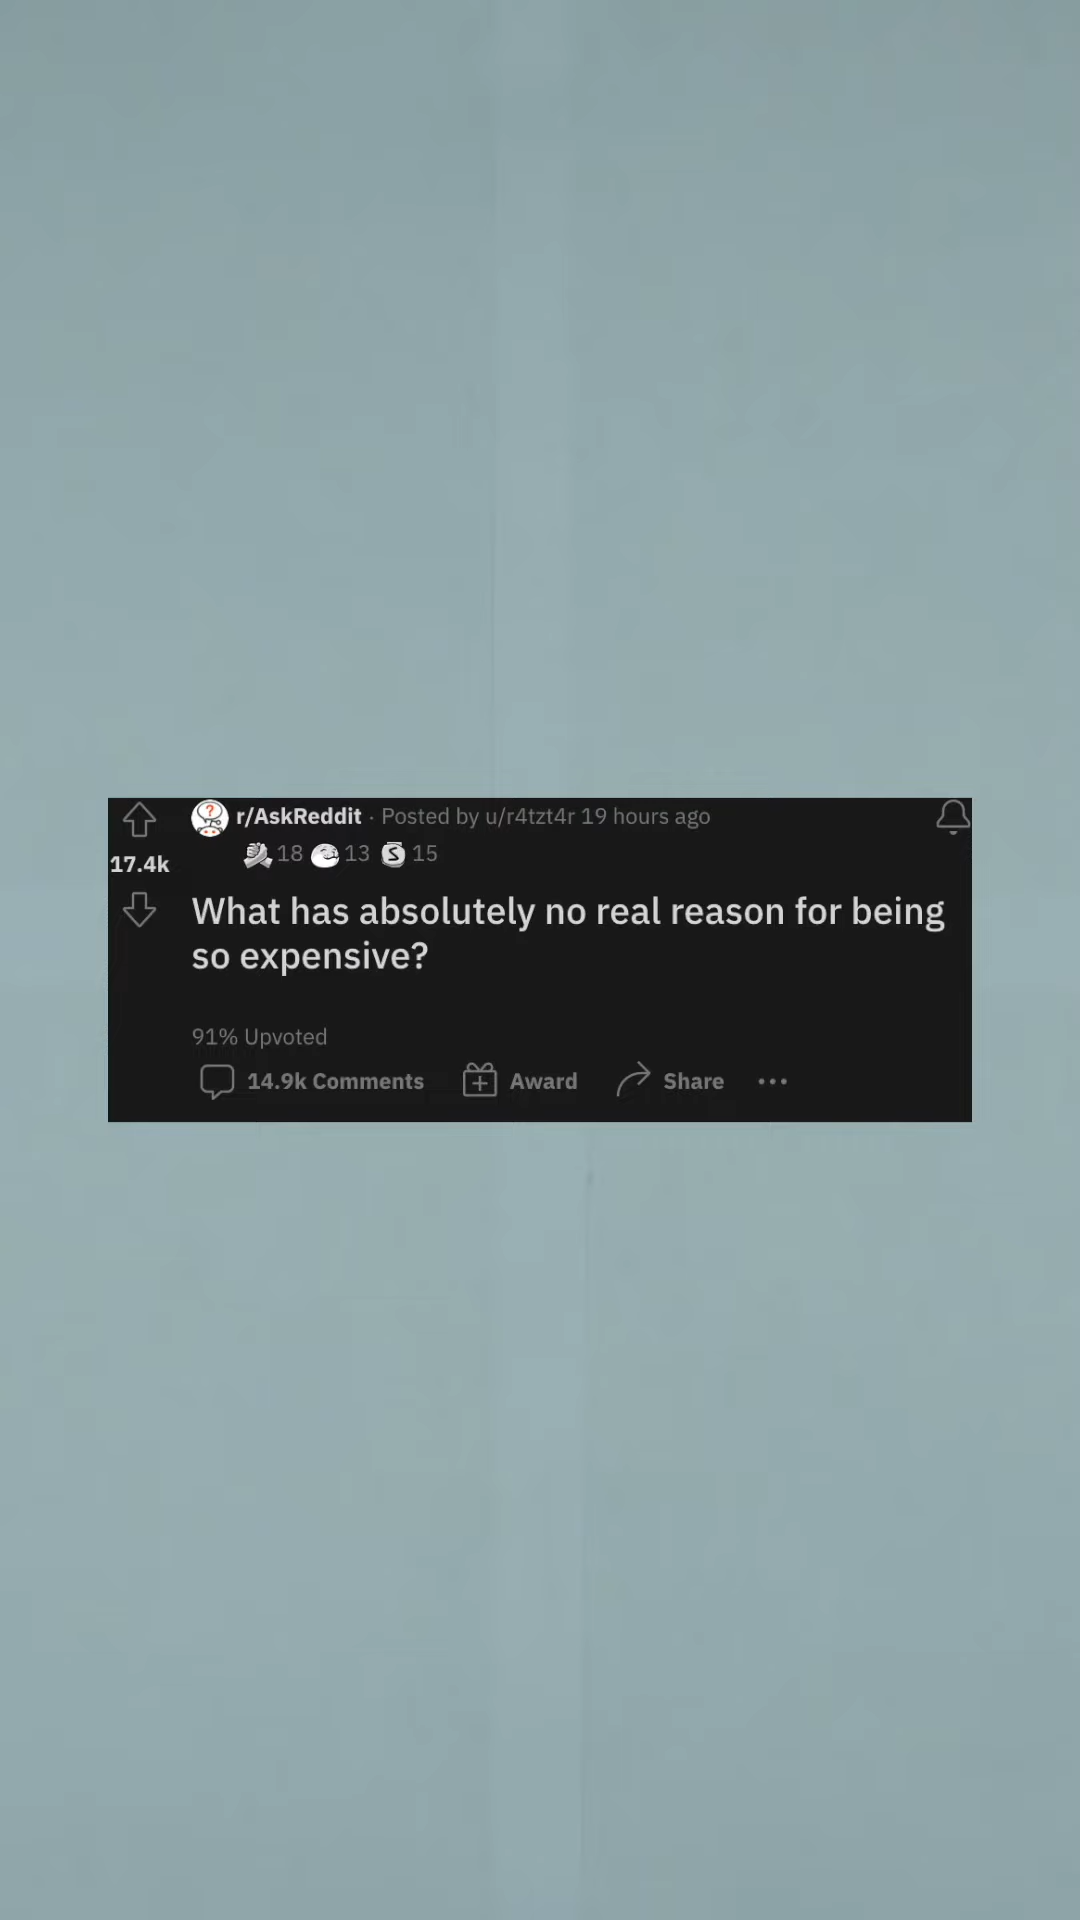 r/AskReddit · Posted by u/r4tzt4r 19 hours ago
18 13 15
17.4k
What has absolutely no real reason for being
so expensive?
91% Upvoted
14.9k Comments Award Share ...